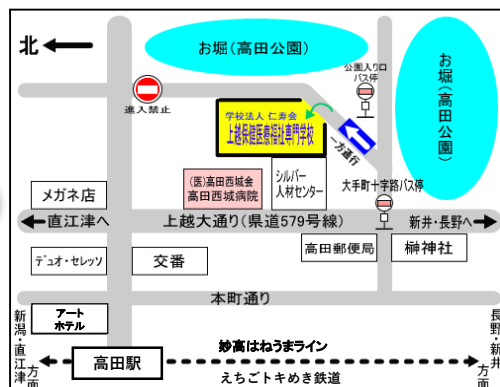 北
お堀(高田公園)
公園入り口
バス停
お堀(高田公園)
進入禁止
学校法人 仁寿会
上越保健医療福祉専門学校
一方通行
(医)高田西城会
高田西城病院
シルバー
人材センター
大手町十字路バス停
メガネ店
直江津へ
上越大通り(県道579号線)
新井・長野へ
デュオ・セレッソ
交番
高田郵便局
榊神社
本町通り
アート
ホテル
新潟・直江津
方面
高田駅
妙高はねうまライン
えちごトキめき鉄道
長野・新井
方面